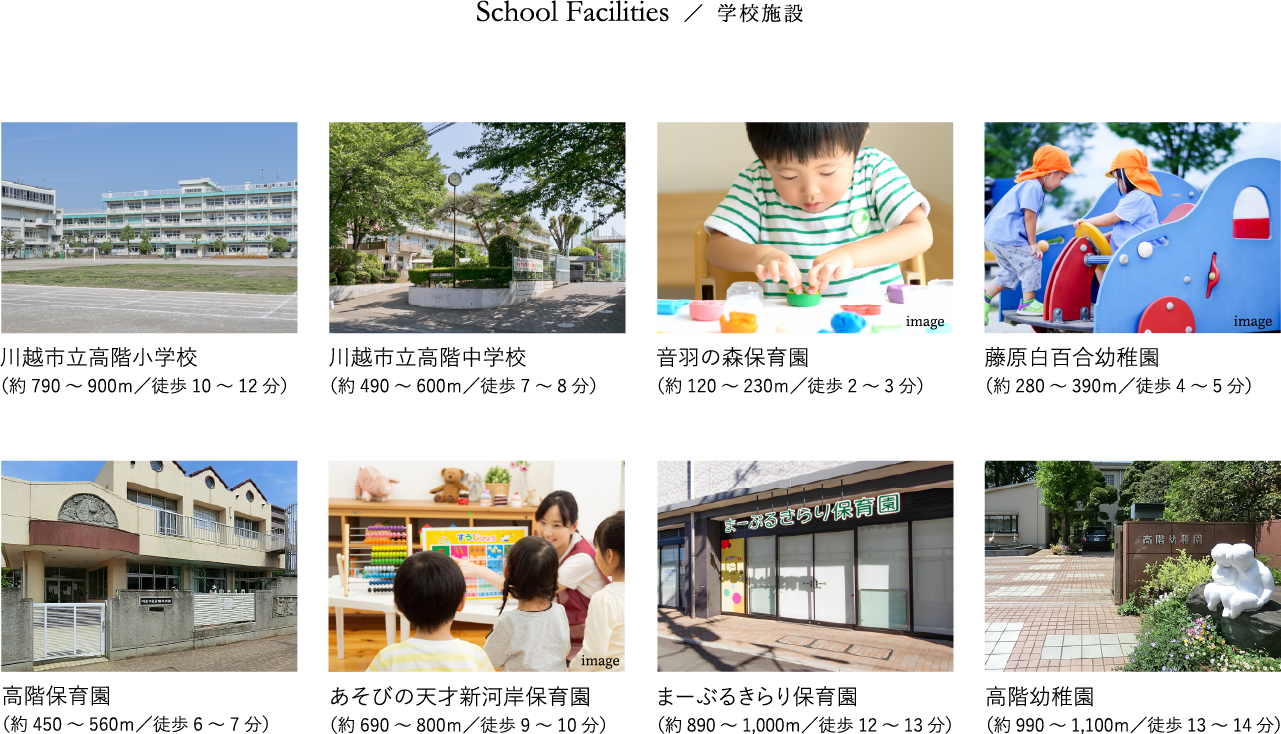 School Facilities ／ 学校施設
image
image
川越市立高階小学校
（約 790 ～ 900m／徒歩 10 ～ 12 分）
川越市立高階中学校
（約 490 ～ 600m／徒歩 7 ～ 8 分）
音羽の森保育園
（約 120 ～ 230m／徒歩 2 ～ 3 分）
藤原白百合幼稚園
（約 280 ～ 390m／徒歩 4 ～ 5 分）
すうじひょう
image
まーぶるきらり保育園
高階幼稚園
高階保育園
（約 450 ～ 560m／徒歩 6 ～ 7 分）
あそびの天才新河岸保育園
（約 690 ～ 800m／徒歩 9 ～ 10 分）
まーぶるきらり保育園
（約 890 ～ 1,000m／徒歩 12 ～ 13 分）
高階幼稚園
（約 990 ～ 1,100m／徒歩 13 ～ 14 分）